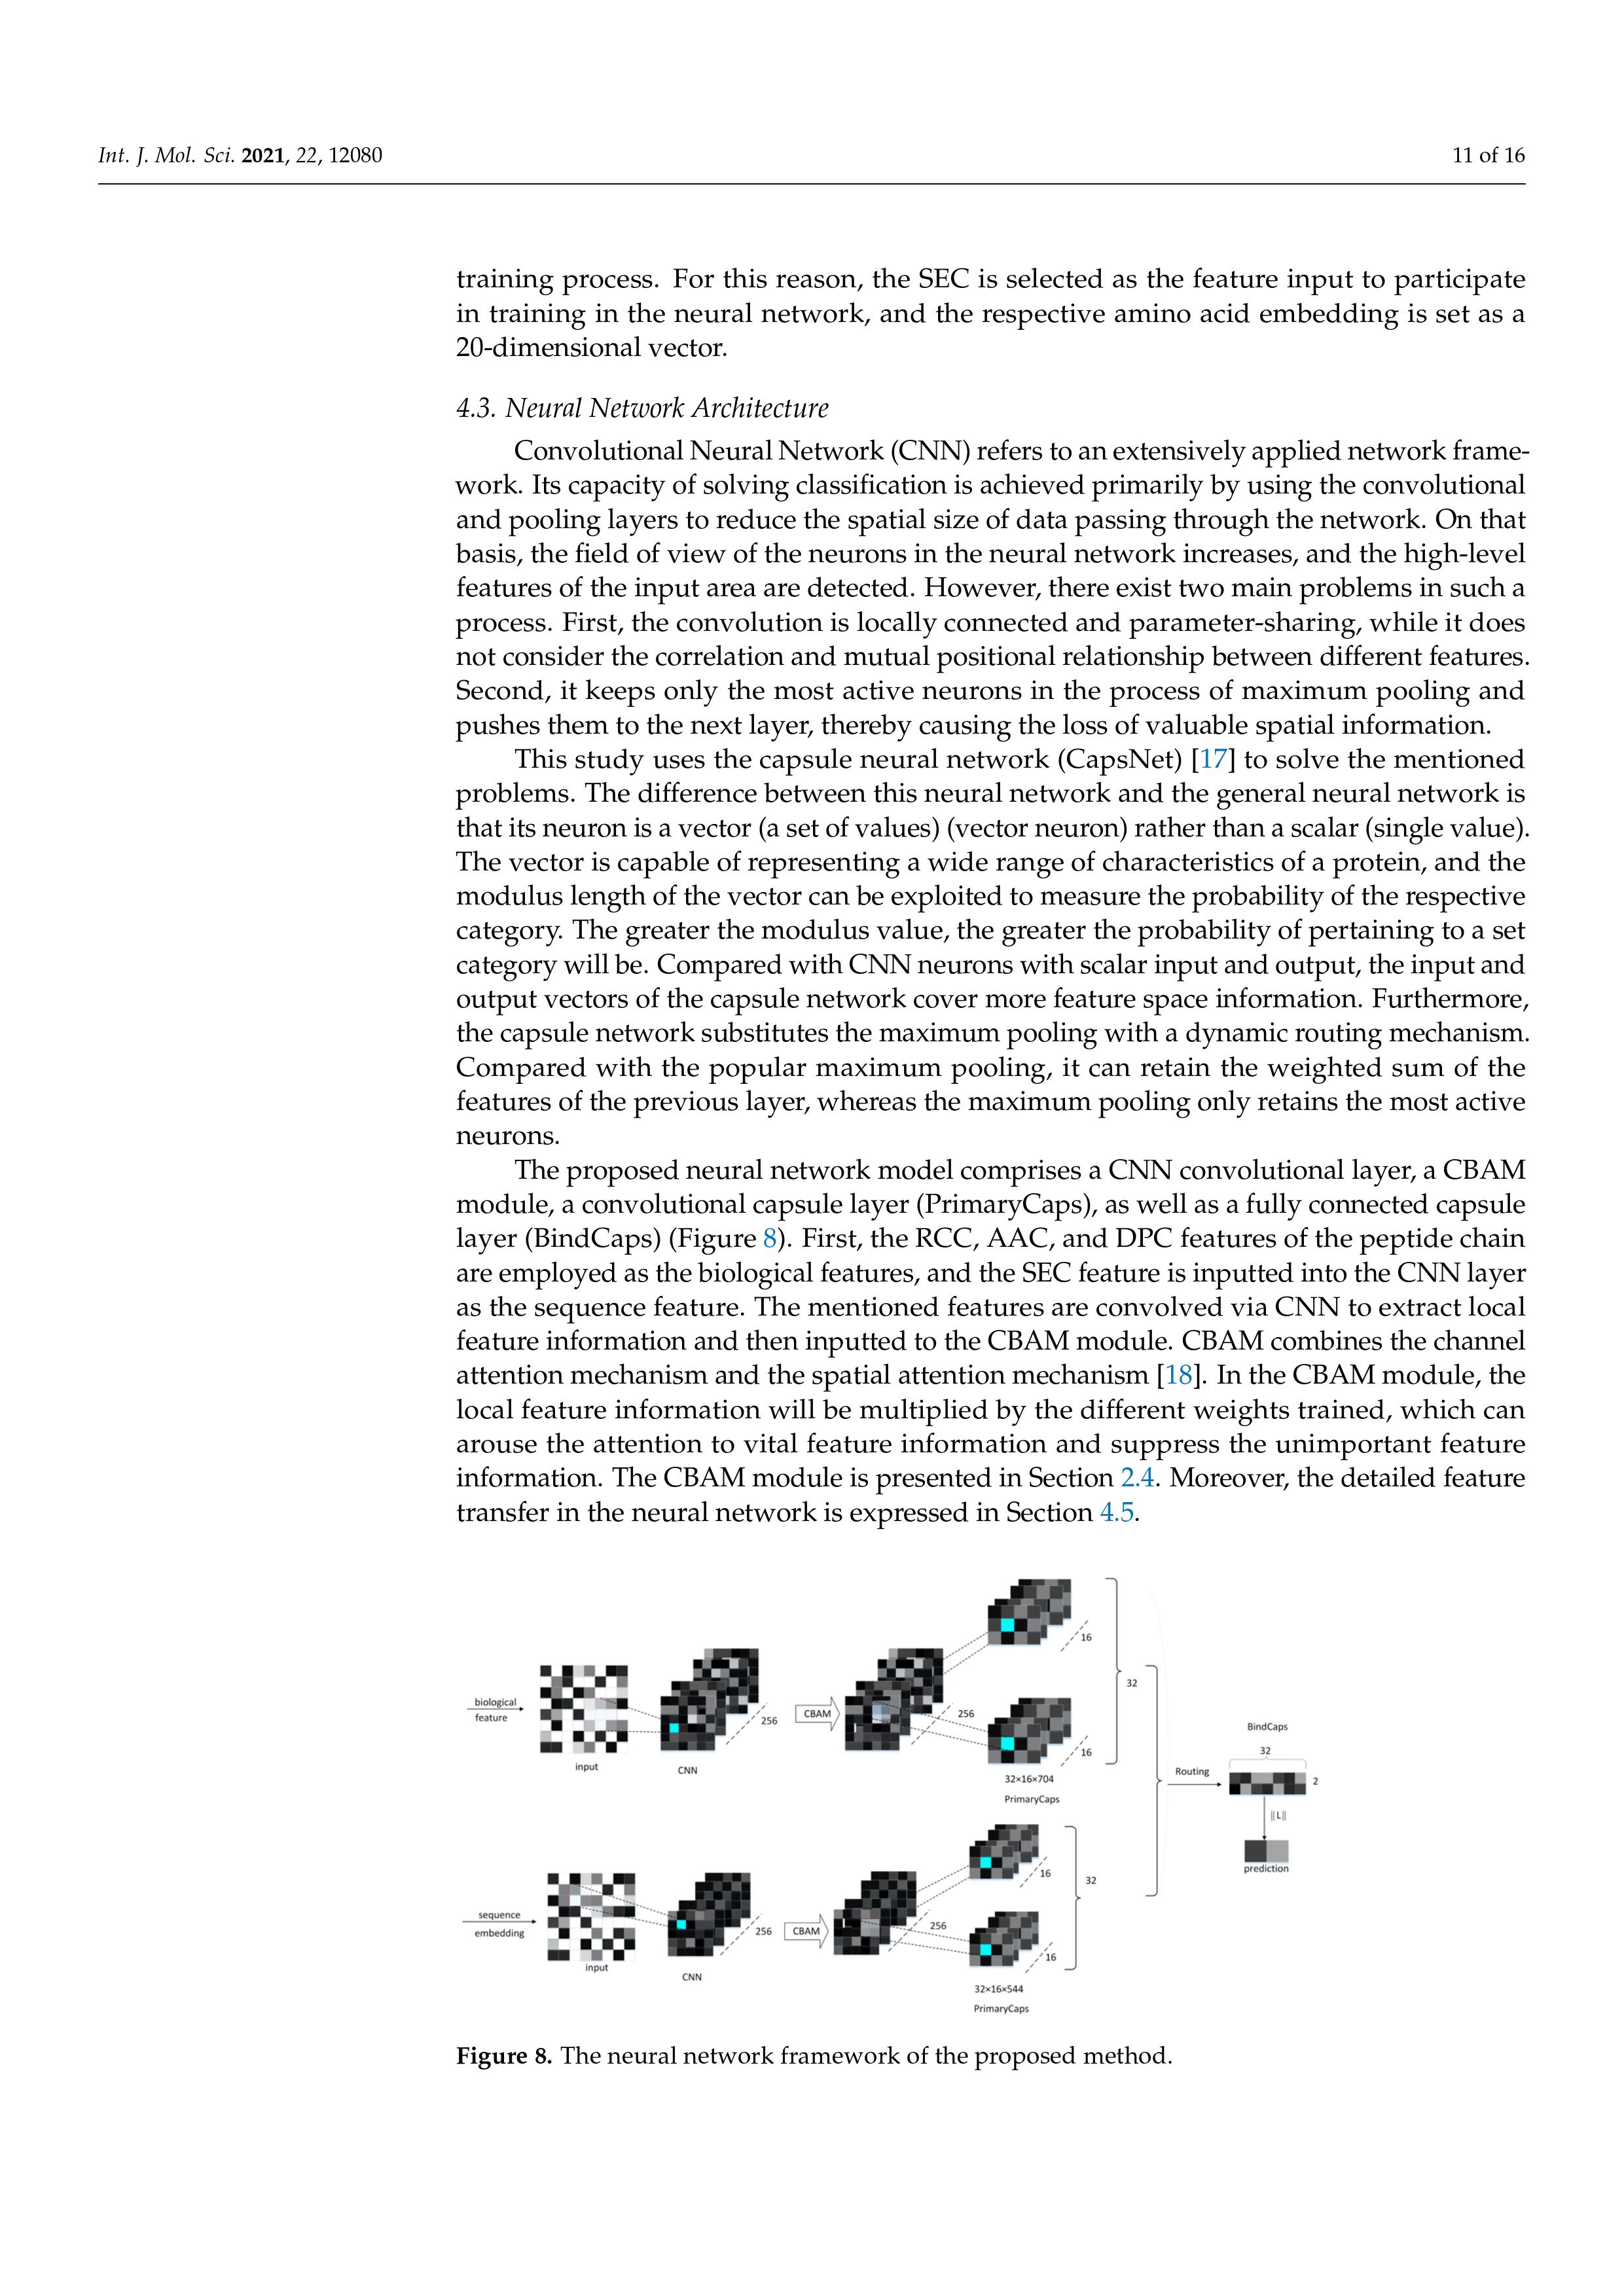 Int. J. Mol. Sci. 2021, 22, 12080
11 of 16
training process. For this reason, the SEC is selected as the feature input to participate
in training in the neural network, and the respective amino acid embedding is set as a
20-dimensional vector.
4.3. Neural Network Architecture
Convolutional Neural Network (CNN) refers to an extensively applied network frame-
work. Its capacity of solving classification is achieved primarily by using the convolutional
and pooling layers to reduce the spatial size of data passing through the network. On that
basis, the field of view of the neurons in the neural network increases, and the high-level
features of the input area are detected. However, there exist two main problems in such a
process. First, the convolution is locally connected and parameter-sharing, while it does
not consider the correlation and mutual positional relationship between different features.
Second, it keeps only the most active neurons in the process of maximum pooling and
pushes them to the next layer, thereby causing the loss of valuable spatial information.
This study uses the capsule neural network (CapsNet) [17] to solve the mentioned
problems. The difference between this neural network and the general neural network is
that its neuron is a vector (a set of values) (vector neuron) rather than a scalar (single value).
The vector is capable of representing a wide range of characteristics of a protein, and the
modulus length of the vector can be exploited to measure the probability of the respective
category. The greater the modulus value, the greater the probability of pertaining to a set
category will be. Compared with CNN neurons with scalar input and output, the input and
output vectors of the capsule network cover more feature space information. Furthermore,
the capsule network substitutes the maximum pooling with a dynamic routing mechanism.
Compared with the popular maximum pooling, it can retain the weighted sum of the
features of the previous layer, whereas the maximum pooling only retains the most active
neurons.
The proposed neural network model comprises a CNN convolutional layer, a CBAM
module, a convolutional capsule layer (PrimaryCaps), as well as a fully connected capsule
layer (BindCaps) (Figure 8). First, the RCC, AAC, and DPC features of the peptide chain
are employed as the biological features, and the SEC feature is inputted into the CNN layer
as the sequence feature. The mentioned features are convolved via CNN to extract local
feature information and then inputted to the CBAM module. CBAM combines the channel
attention mechanism and the spatial attention mechanism [18]. In the CBAM module, the
local feature information will be multiplied by the different weights trained, which can
arouse the attention to vital feature information and suppress the unimportant feature
information. The CBAM module is presented in Section 2.4. Moreover, the detailed feature
transfer in the neural network is expressed in Section 4.5.
biological
feature
input
CNN
256
CBAM
256
16
16
32
32×16×704
PrimaryCaps
Routing
BindCaps
32
2
||L||
prediction
sequence
embedding
input
CNN
256
CBAM
256
16
16
32
32×16×544
PrimaryCaps
Figure 8. The neural network framework of the proposed method.